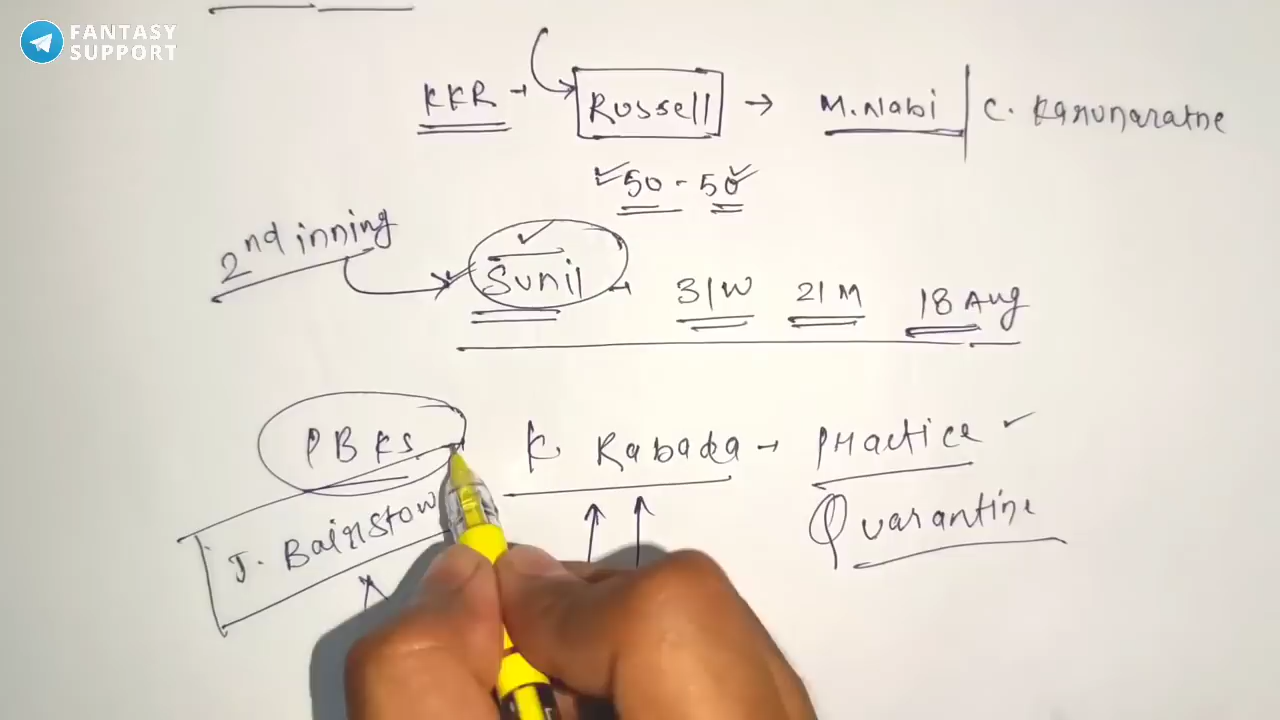 FANTASY
SUPPORT
KKR → Russell → M.Nabi | C. Karunaratne
✓50 - 50✓
2nd inning
Sunil → 31W 21M 18 Aug
PBKS K Rabada → Practice ✓
J. Bairstow Quarantine